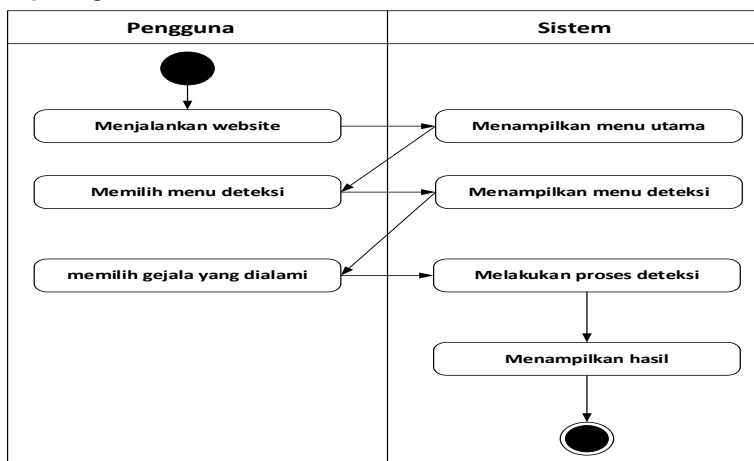 Pengguna
Sistem
Menjalankan website
Menampilkan menu utama
Memilih menu deteksi
Menampilkan menu deteksi
memilih gejala yang dialami
Melakukan proses deteksi
Menampilkan hasil